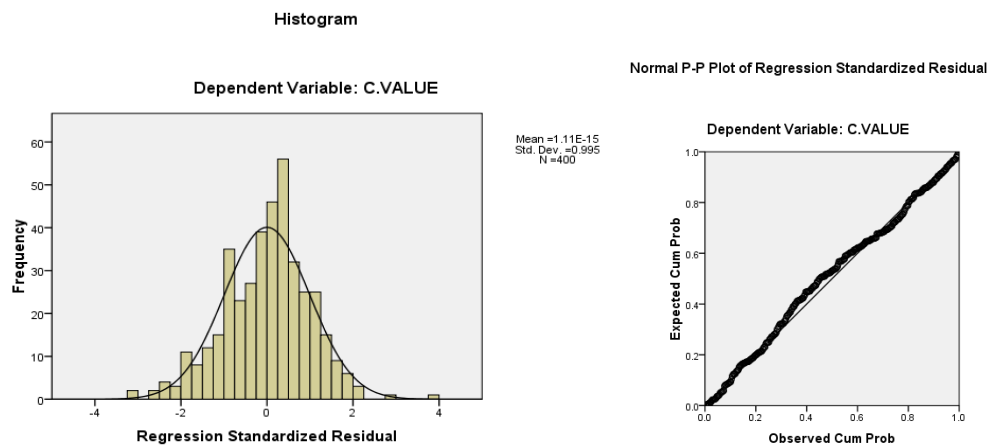 Histogram
Dependent Variable: C.VALUE
Frequency
60
50
40
30
20
10
0
-4
-2
0
2
4
Regression Standardized Residual
Mean =1.11E-15
Std. Dev. =0.995
N =400
Normal P-P Plot of Regression Standardized Residual
Dependent Variable: C.VALUE
Expected Cum Prob
1.0
0.8
0.6
0.4
0.2
0.0
0.0
0.2
0.4
0.6
0.8
1.0
Observed Cum Prob